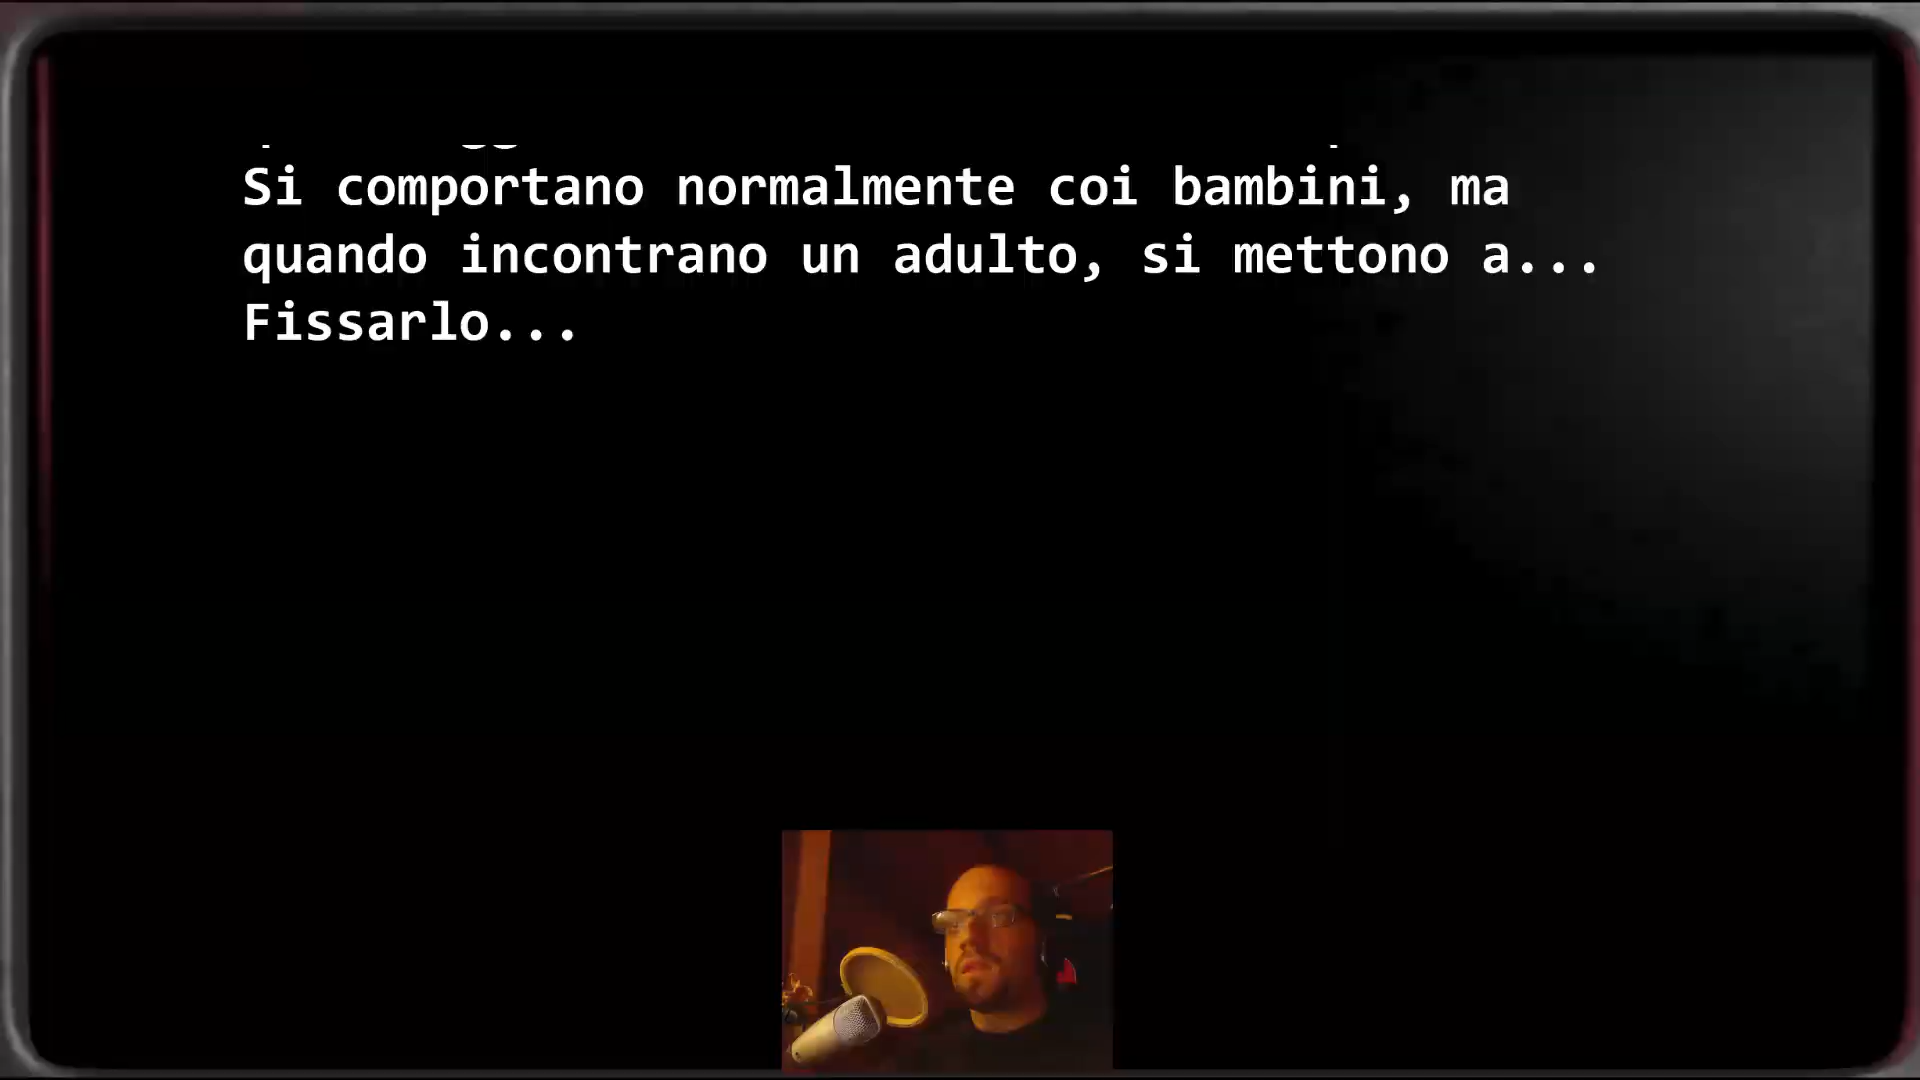 Si comportano normalmente coi bambini, ma
quando incontrano un adulto, si mettono a...
Fissarlo...